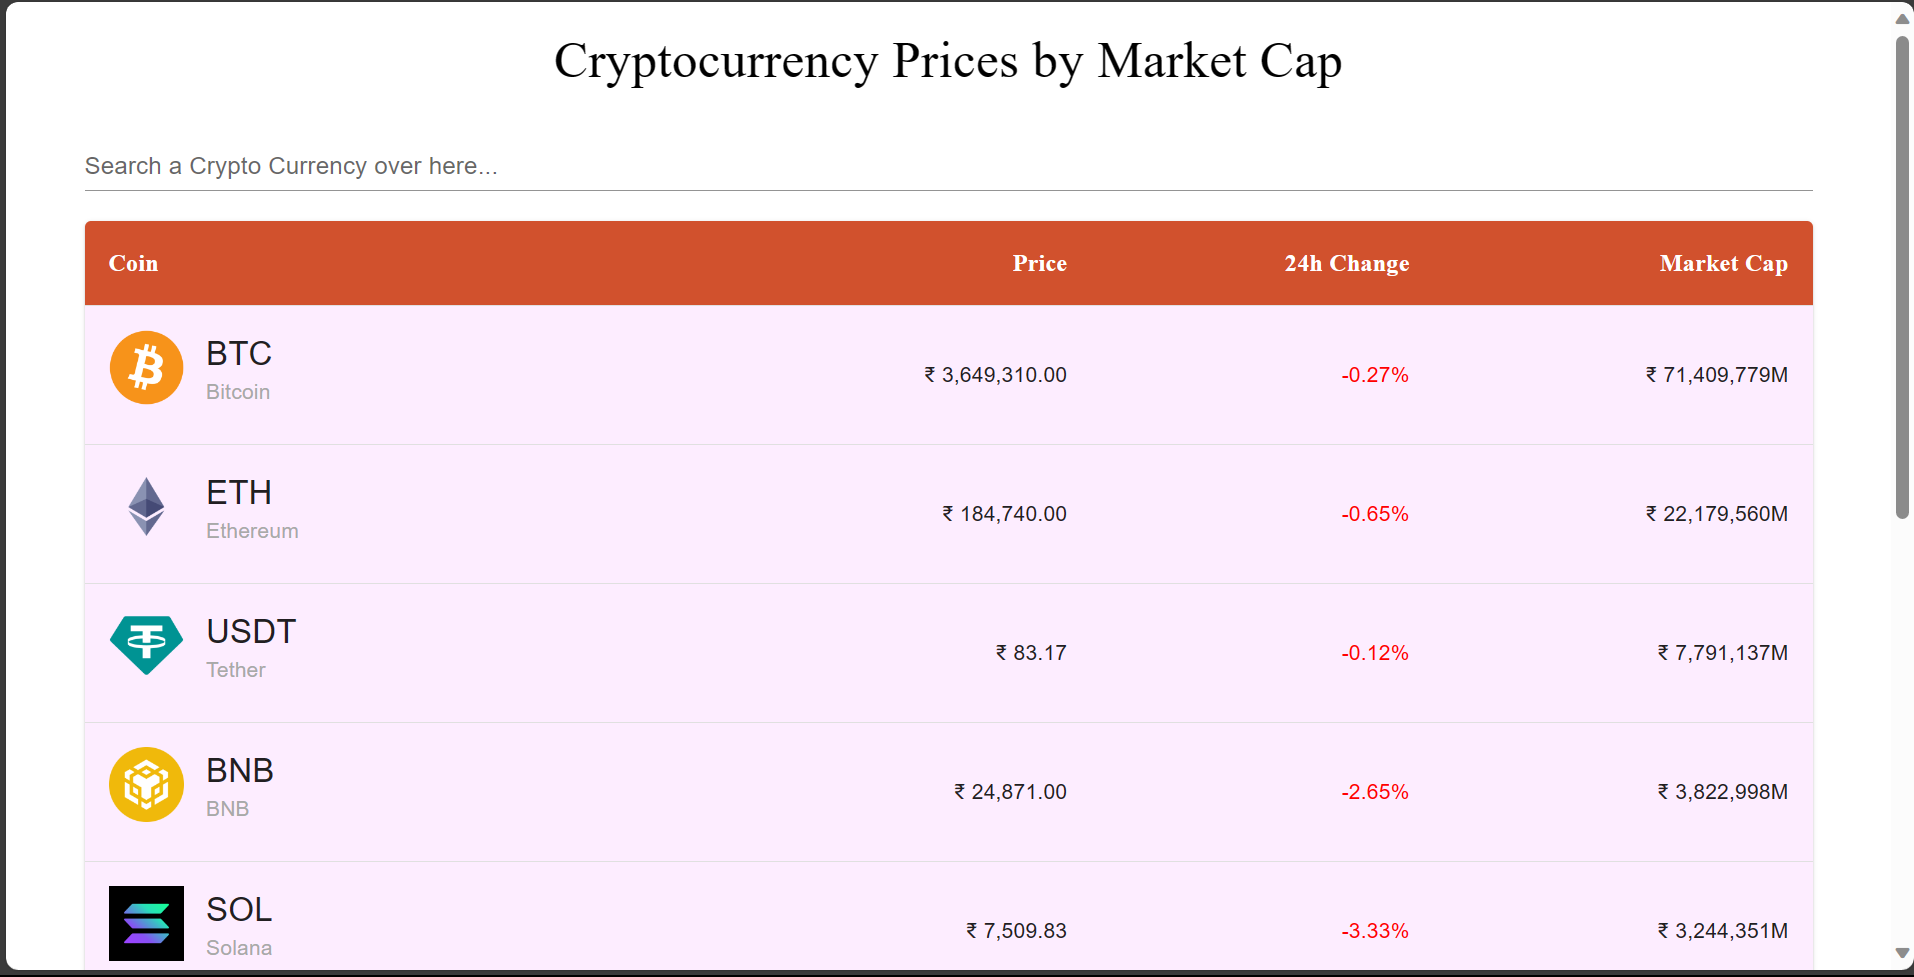 Cryptocurrency Prices by Market Cap
Search a Crypto Currency over here...
Coin Price 24h Change Market Cap
BTC
Bitcoin
₹ 3,649,310.00 -0.27% ₹ 71,409,779M
ETH
Ethereum
₹ 184,740.00 -0.65% ₹ 22,179,560M
USDT
Tether
₹ 83.17 -0.12% ₹ 7,791,137M
BNB
BNB
₹ 24,871.00 -2.65% ₹ 3,822,998M
SOL
Solana
₹ 7,509.83 -3.33% ₹ 3,244,351M